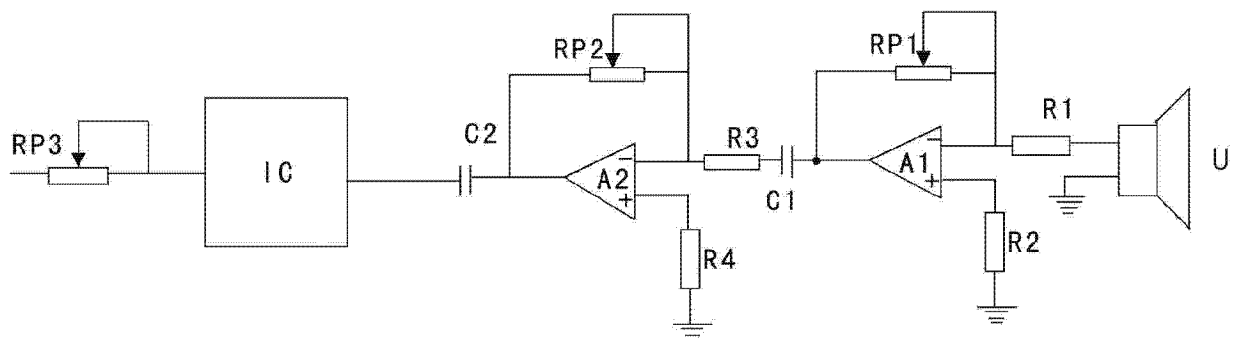 RP3
IC
C2
RP2
A2
−
+
R4
R3
C1
RP1
A1
−
+
R2
R1
U